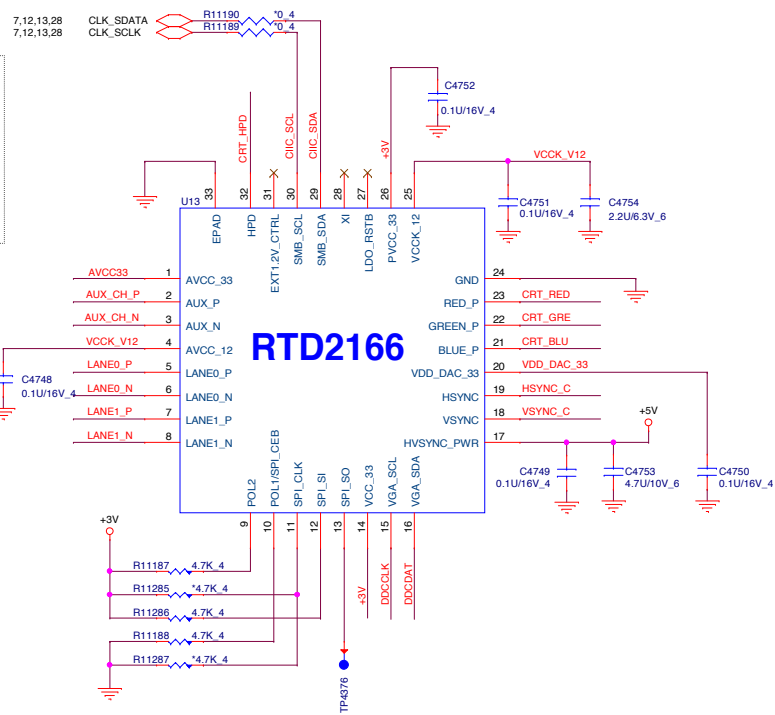 7,12,13,28 CLK_SDATA R11190 *0_4
7,12,13,28 CLK_SCLK R11189 *0_4
C4752
0.1U/16V_4
CRT_HPD
CIIC_SCL
CIIC_SDA
+3V
VCCK_V12
C4751
0.1U/16V_4
C4754
2.2U/6.3V_6
33 32 31 30 29 28 27 26 25
U13
EPAD
HPD
EXT1.2V_CTRL
SMB_SCL
SMB_SDA
XI
LDO_RSTB
PVCC_33
VCCK_12
AVCC33 1 AVCC_33
AUX_CH_P 2 AUX_P
AUX_CH_N 3 AUX_N
VCCK_V12 4 AVCC_12
LANE0_P 5 LANE0_P
LANE0_N 6 LANE0_N
LANE1_P 7 LANE1_P
LANE1_N 8 LANE1_N
C4748
0.1U/16V_4
RTD2166
GND 24
RED_P 23 CRT_RED
GREEN_P 22 CRT_GRE
BLUE_P 21 CRT_BLU
VDD_DAC_33 20 VDD_DAC_33
HSYNC 19 HSYNC_C
VSYNC 18 VSYNC_C
HVSYNC_PWR 17
+5V
C4749
0.1U/16V_4
C4753
4.7U/10V_6
C4750
0.1U/16V_4
POL2
POL1/SPI_CEB
SPI_CLK
SPI_SI
SPI_SO
VCC_33
VGA_SCL
VGA_SDA
9 10 11 12 13 14 15 16
+3V
DDCCLK
DDCDAT
+3V
R11187 4.7K_4
R11285 *4.7K_4
R11286 4.7K_4
R11188 4.7K_4
R11287 *4.7K_4
TP4376